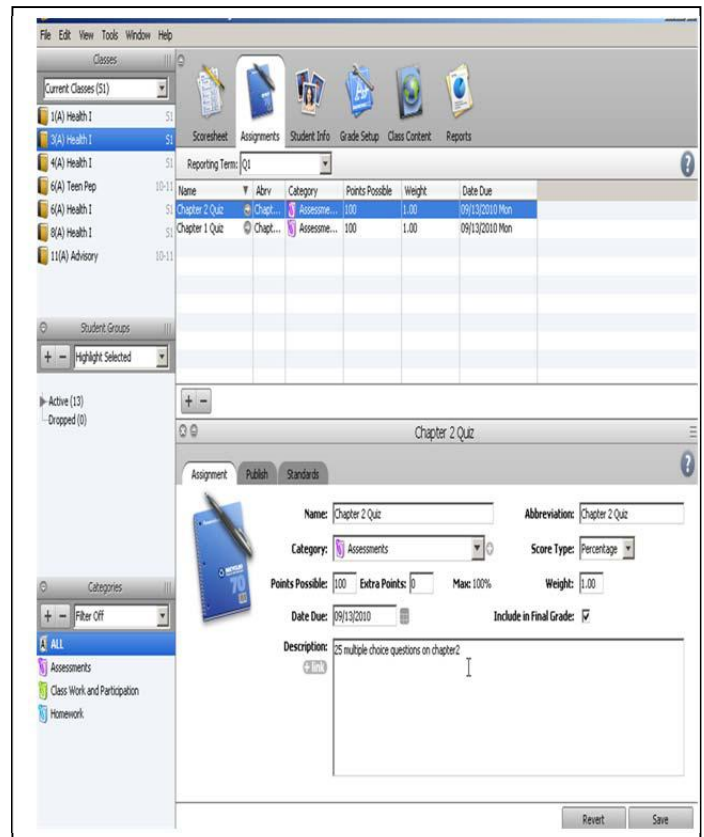 File Edit View Tools Window Help
Classes
Current Classes (51)
1(A) Health I S1
3(A) Health I S1
4(A) Health I S1
6(A) Teen Pep 10-11
6(A) Health I S1
8(A) Health I S1
11(A) Advisory 10-11
Student Groups
+ - Highlight Selected
Active (13)
Dropped (0)
Categories
+ - Filter Off
ALL
Assessments
Class Work and Participation
Homework
Scoresheet Assignments Student Info Grade Setup Class Content Reports
Reporting Term: Q1 ?
Name Abrv Category Points Possible Weight Date Due
Chapter 2 Quiz Chapt... Assessme... 100 1.00 09/13/2010 Mon
Chapter 1 Quiz Chapt... Assessme... 100 1.00 09/13/2010 Mon
+ -
Chapter 2 Quiz
Assignment Publish Standards ?
Name: Chapter 2 Quiz Abbreviation: Chapter 2 Quiz
Category: Assessments Score Type: Percentage
Points Possible: 100 Extra Points: 0 Max: 100% Weight: 1.00
Date Due: 09/13/2010 Include in Final Grade:
Description: 25 multiple choice questions on chapter2
+ link
70
Revert Save